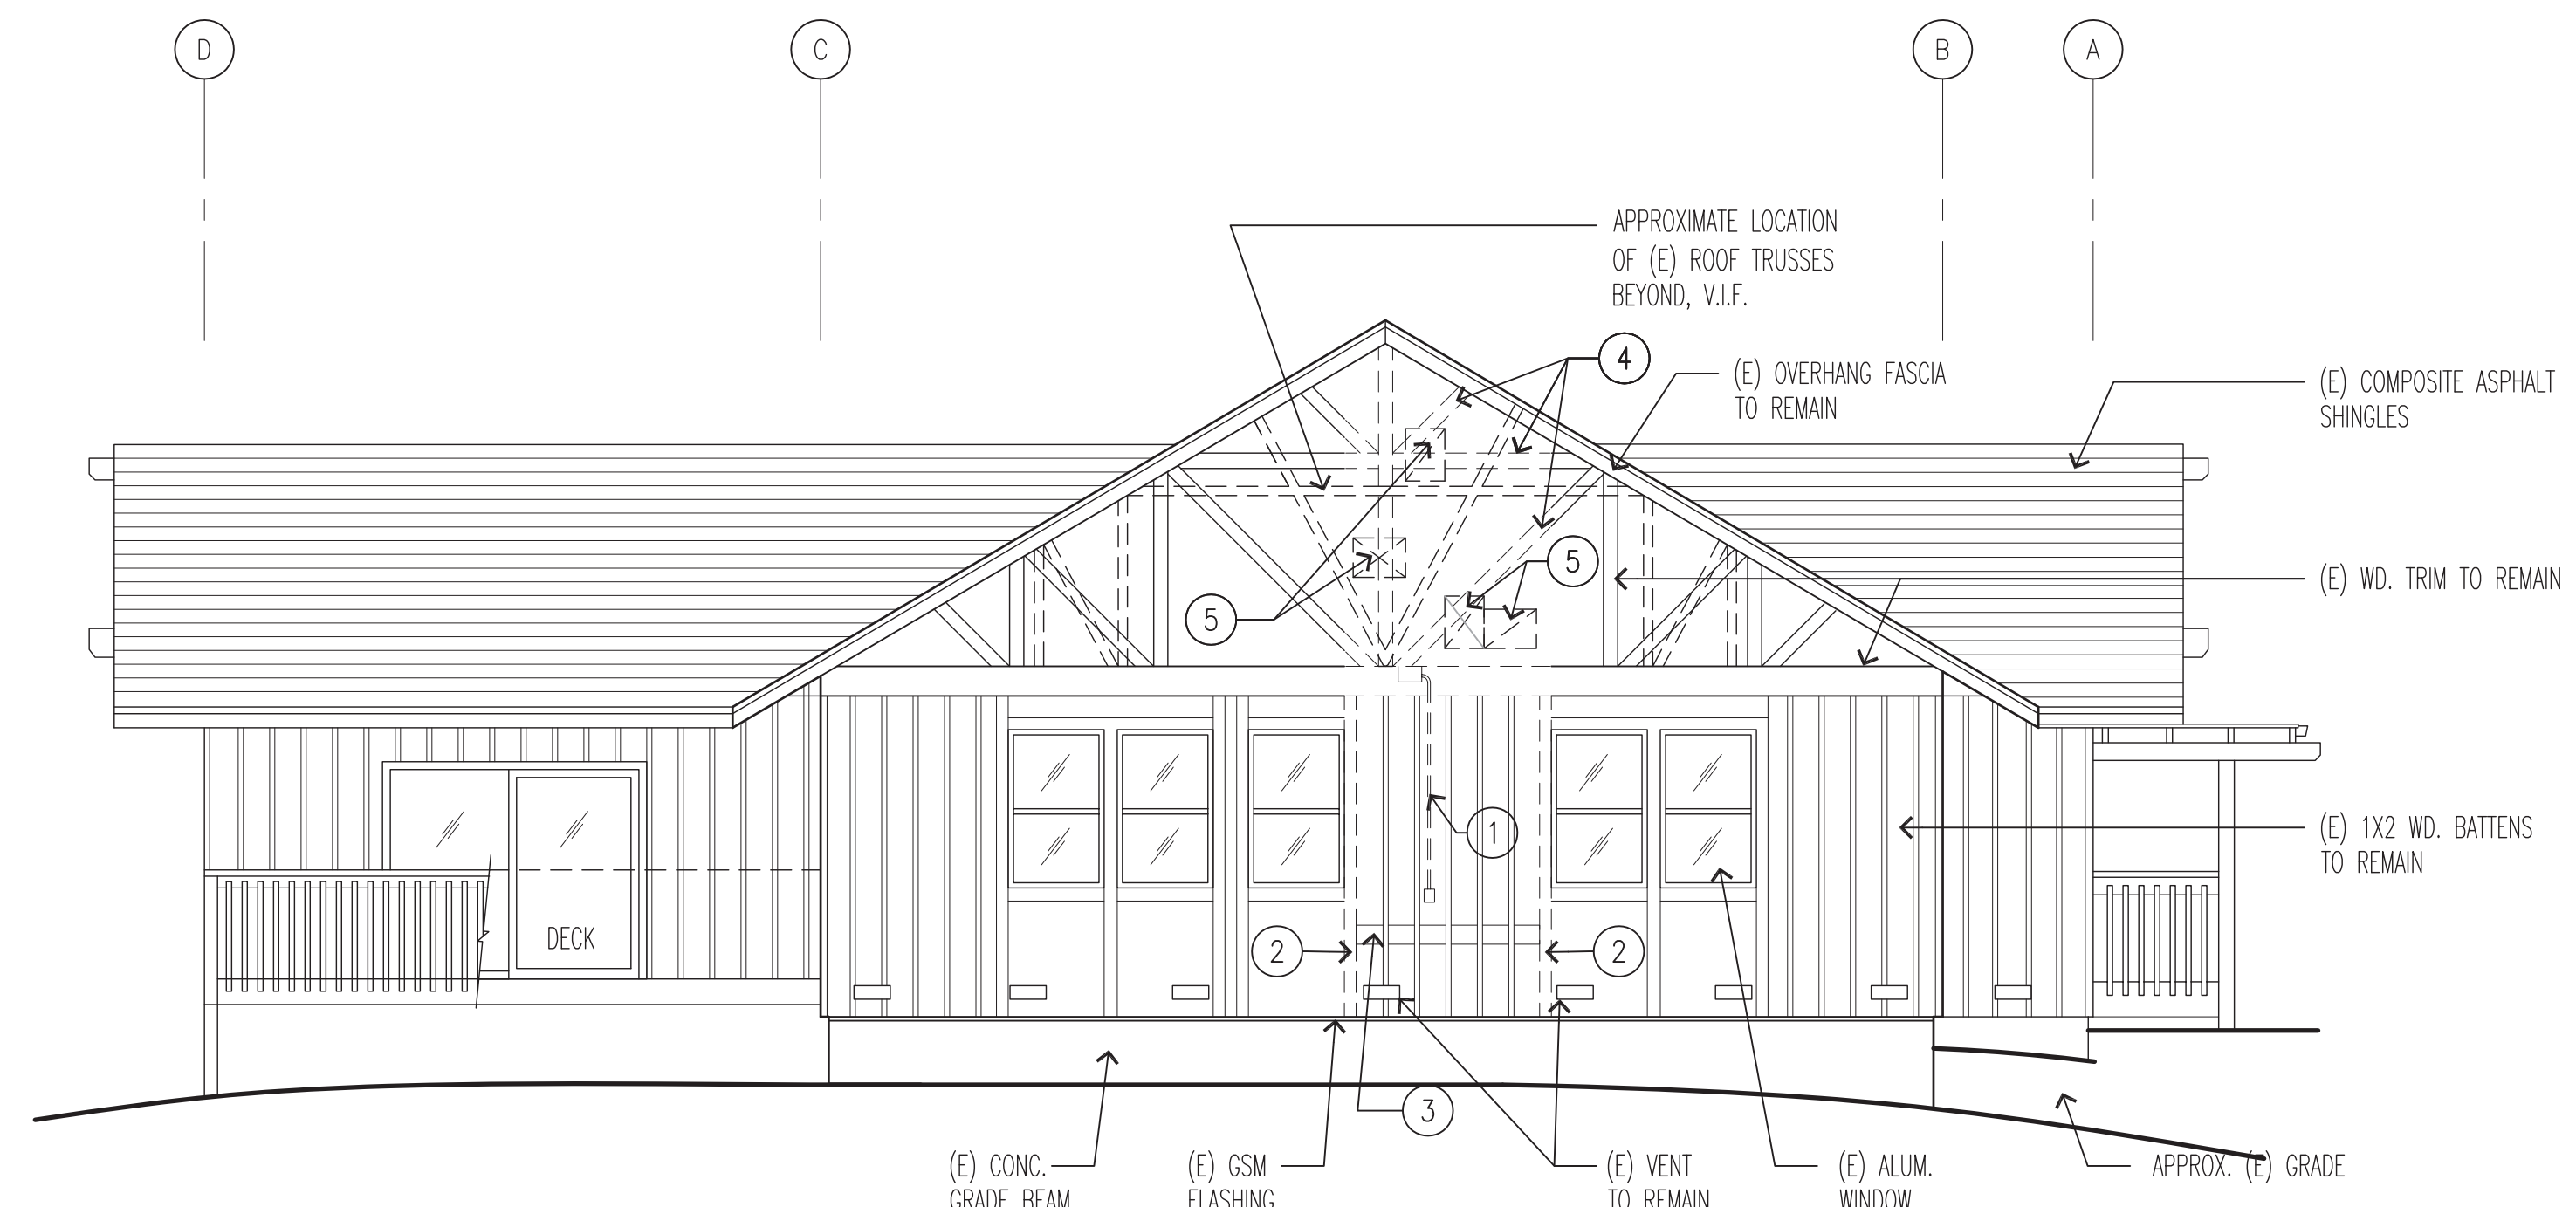 D
C
B
A
APPROXIMATE LOCATION
OF (E) ROOF TRUSSES
BEYOND, V.I.F.
4
(E) OVERHANG FASCIA
TO REMAIN
(E) COMPOSITE ASPHALT
SHINGLES
5
5
(E) WD. TRIM TO REMAIN
1
(E) 1X2 WD. BATTENS
TO REMAIN
DECK
2
2
3
(E) CONC.
GRADE BEAM
(E) GSM
FLASHING
(E) VENT
TO REMAIN
(E) ALUM.
WINDOW
APPROX. (E) GRADE